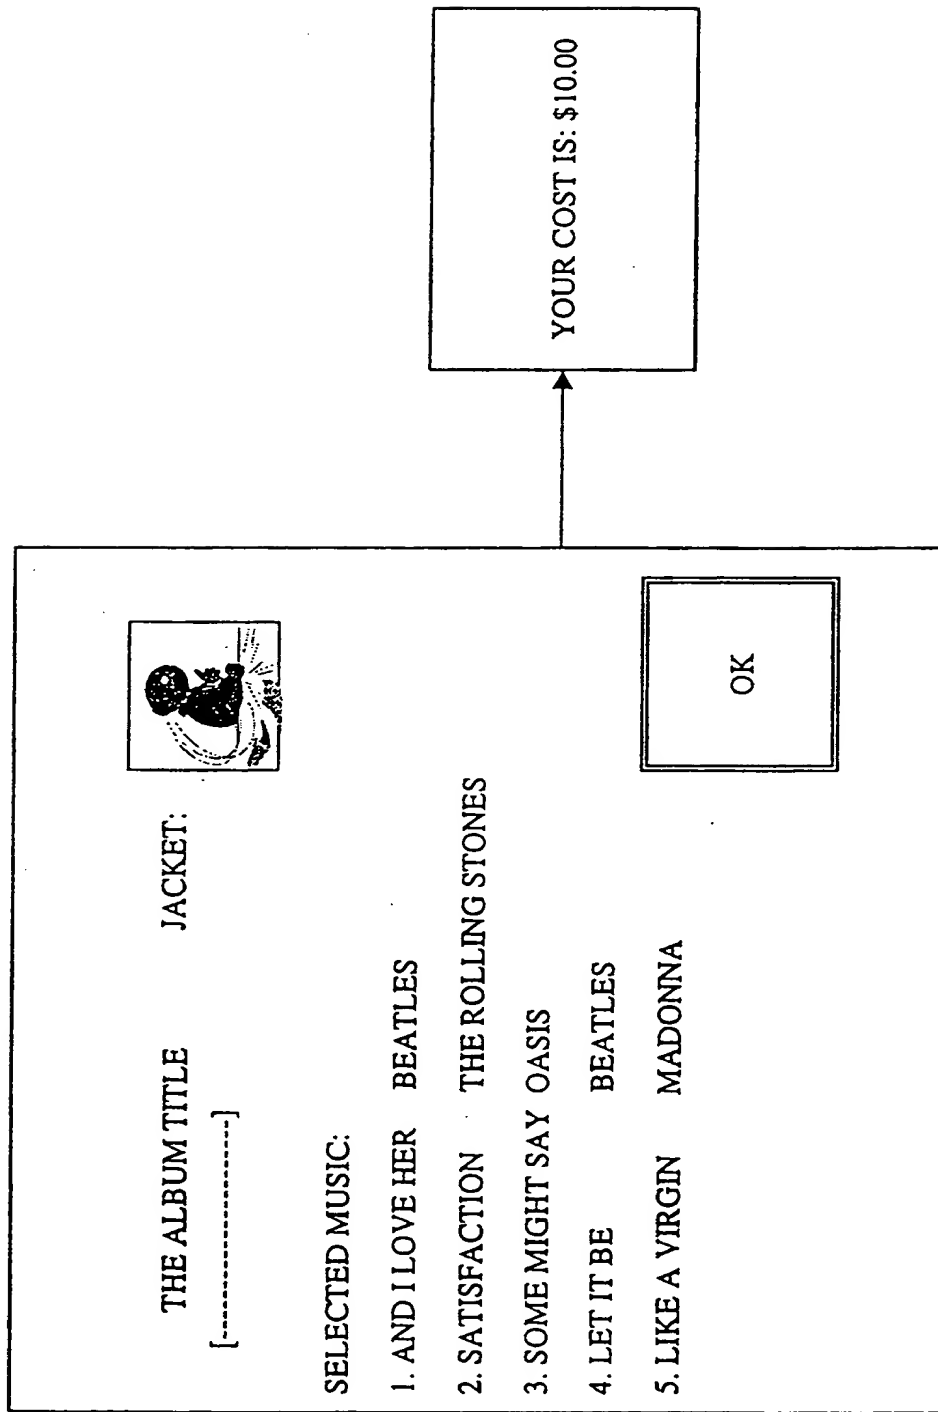 THE ALBUM TITLE JACKET:
[-----------------]
SELECTED MUSIC:
1. AND I LOVE HER BEATLES
2. SATISFACTION THE ROLLING STONES
3. SOME MIGHT SAY OASIS
4. LET IT BE BEATLES
5. LIKE A VIRGIN MADONNA
OK
YOUR COST IS: $10.00